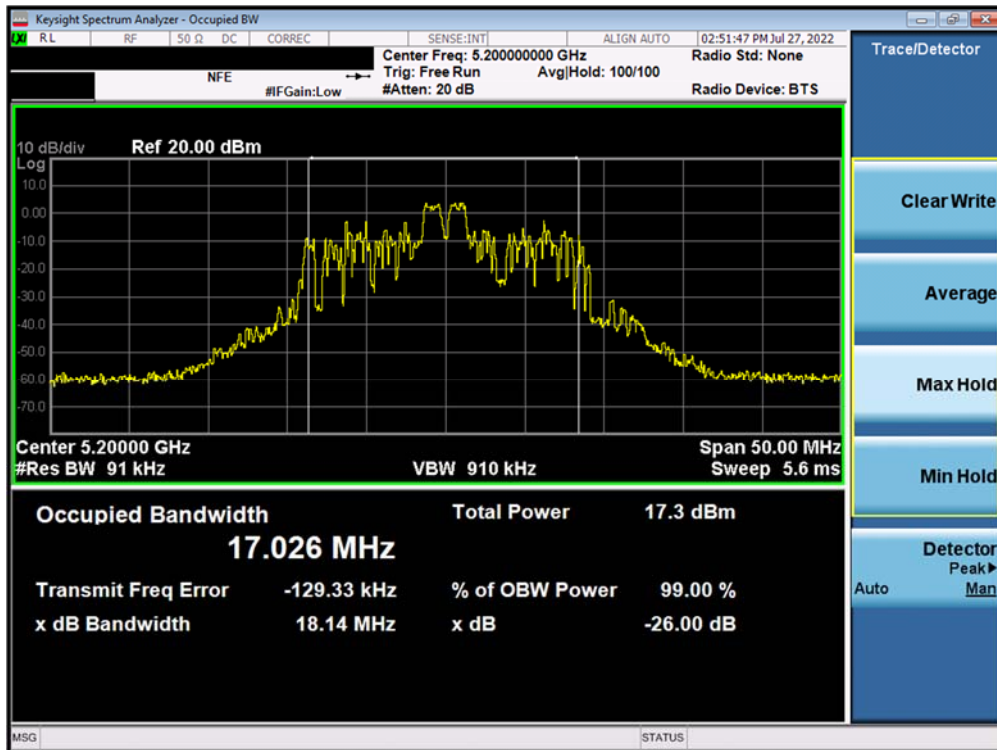 Keysight Spectrum Analyzer - Occupied BW
LXI RL RF 50 Ω DC CORREC SENSE:INT ALIGN AUTO 02:51:47 PM Jul 27, 2022
Center Freq: 5.200000000 GHz Radio Std: None
NFE Trig: Free Run Avg|Hold: 100/100
#IFGain:Low #Atten: 20 dB Radio Device: BTS
10 dB/div Ref 20.00 dBm
Log
10.0
0.00
-10.0
-20.0
-30.0
-40.0
-50.0
-60.0
-70.0
Center 5.20000 GHz Span 50.00 MHz
#Res BW 91 kHz VBW 910 kHz Sweep 5.6 ms
Occupied Bandwidth Total Power 17.3 dBm
17.026 MHz
Transmit Freq Error -129.33 kHz % of OBW Power 99.00 %
x dB Bandwidth 18.14 MHz x dB -26.00 dB
MSG STATUS
Trace/Detector
Clear Write
Average
Max Hold
Min Hold
Detector
Peak▶
Auto Man